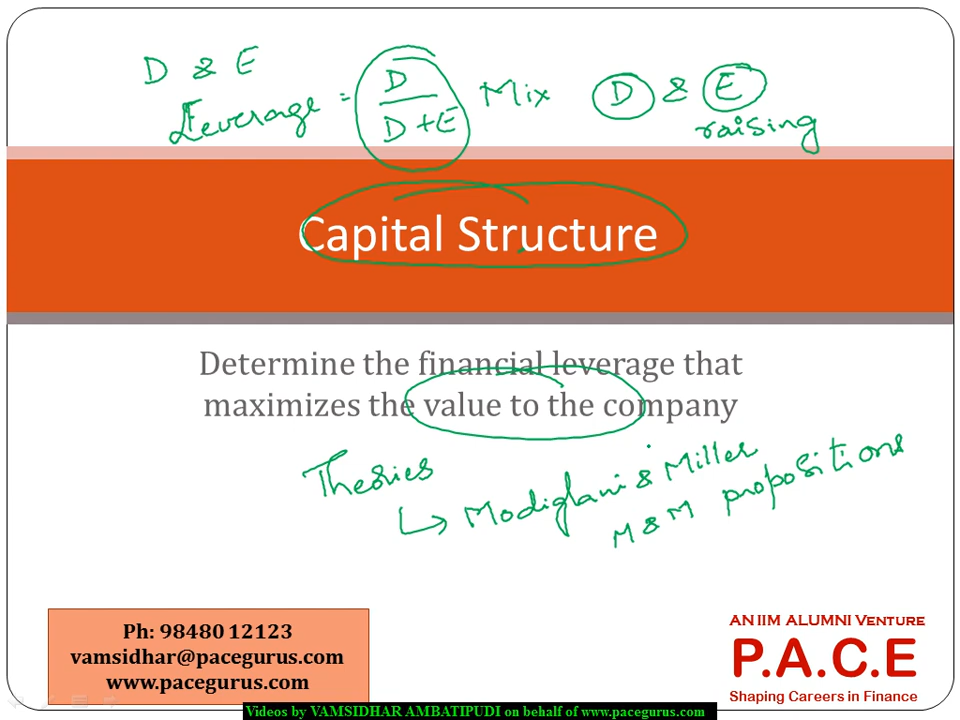 D & E
Leverage = D / D + E Mix D & E
raising
Capital Structure
Determine the financial leverage that
maximizes the value to the company
Theories
↳ Modiglani & Miller
M & M propositions
Ph: 98480 12123
vamsidhar@pacegurus.com
www.pacegurus.com
AN IIM ALUMNI VENTURE
P.A.C.E
Shaping Careers in Finance
Videos by VAMSIDHAR AMBATIPUDI on behalf of www.pacegurus.com